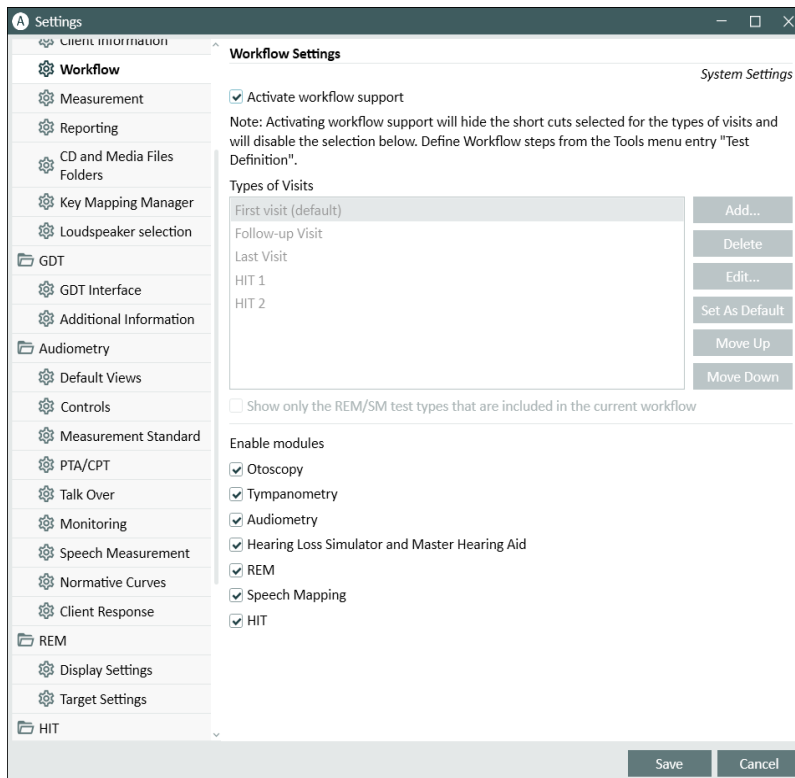 A Settings
Client Information
Workflow
Measurement
Reporting
CD and Media Files
Folders
Key Mapping Manager
Loudspeaker selection
GDT
GDT Interface
Additional Information
Audiometry
Default Views
Controls
Measurement Standard
PTA/CPT
Talk Over
Monitoring
Speech Measurement
Normative Curves
Client Response
REM
Display Settings
Target Settings
HIT
Workflow Settings
System Settings
Activate workflow support
Note: Activating workflow support will hide the short cuts selected for the types of visits and
will disable the selection below. Define Workflow steps from the Tools menu entry "Test
Definition".
Types of Visits
First visit (default)
Follow-up Visit
Last Visit
HIT 1
HIT 2
Add...
Delete
Edit...
Set As Default
Move Up
Move Down
Show only the REM/SM test types that are included in the current workflow
Enable modules
Otoscopy
Tympanometry
Audiometry
Hearing Loss Simulator and Master Hearing Aid
REM
Speech Mapping
HIT
Save
Cancel